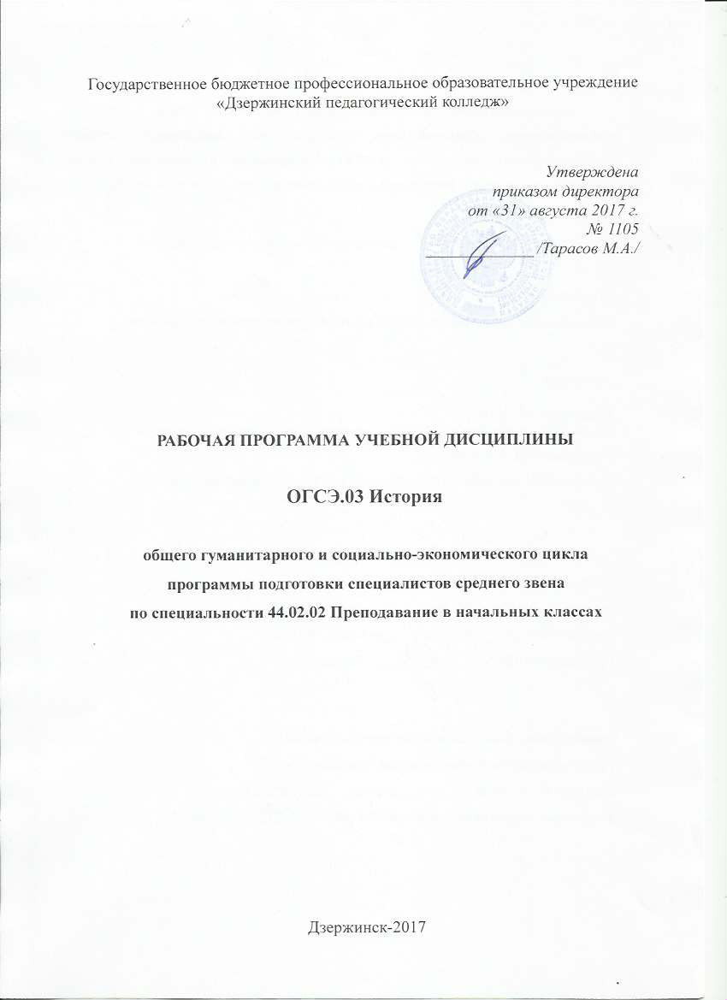 Государственное бюджетное профессиональное образовательное учреждение
«Дзержинский педагогический колледж»
Утверждена
приказом директора
от «31» августа 2017 г.
№ 1105
/Тарасов М.А./
РАБОЧАЯ ПРОГРАММА УЧЕБНОЙ ДИСЦИПЛИНЫ
ОГСЭ.03 История
общего гуманитарного и социально-экономического цикла
программы подготовки специалистов среднего звена
по специальности 44.02.02 Преподавание в начальных классах
Дзержинск-2017